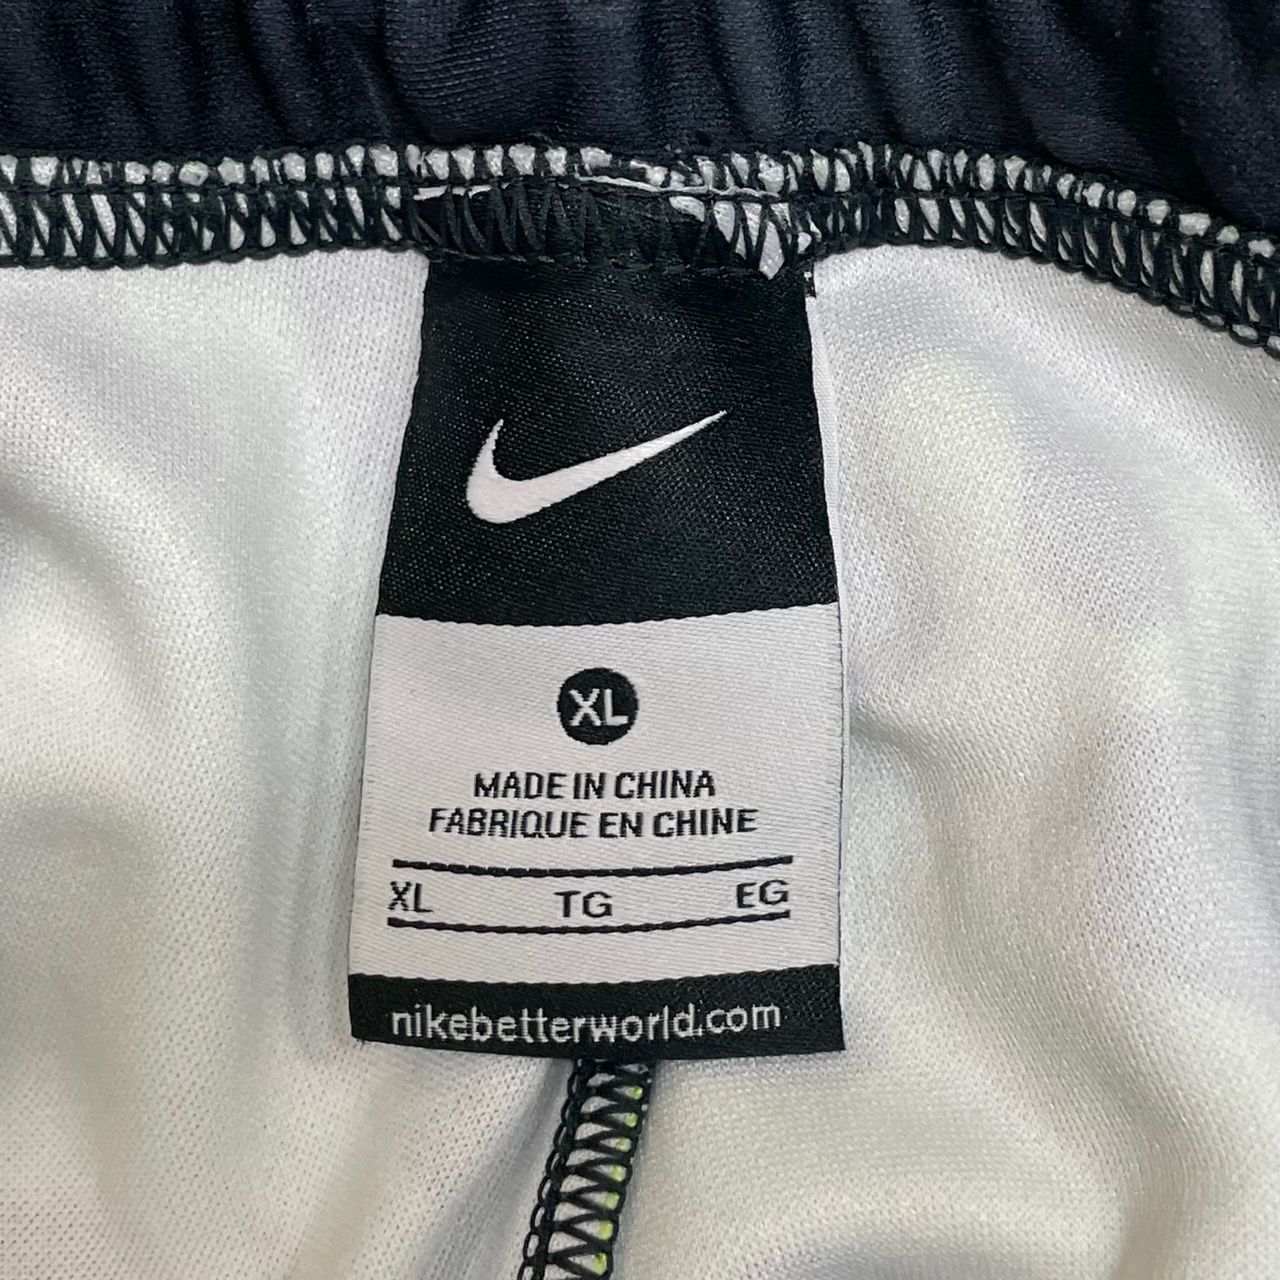 XL
MADE IN CHINA
FABRIQUE EN CHINE
XL TG EG
nikebetterworld.com